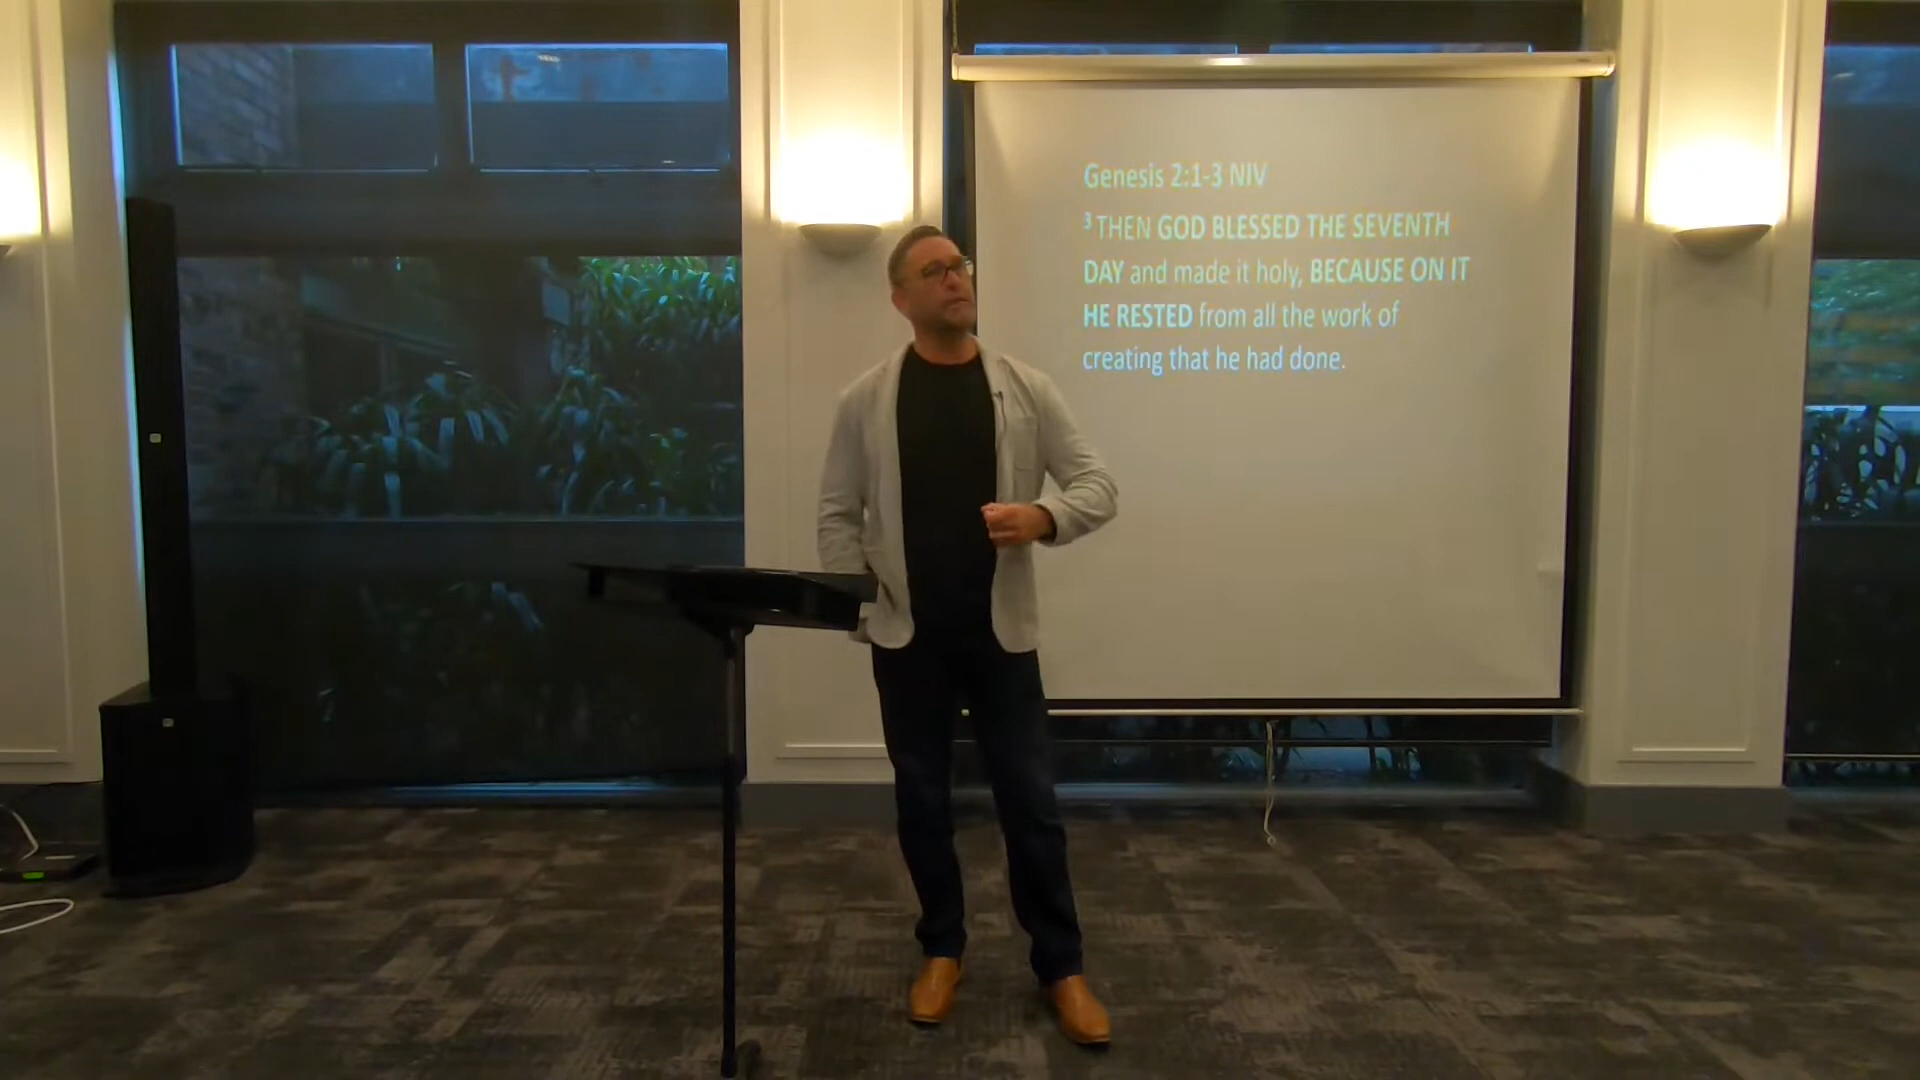 Genesis 2:1-3 NIV
³ THEN GOD BLESSED THE SEVENTH
DAY and made it holy, BECAUSE ON IT
HE RESTED from all the work of
creating that he had done.